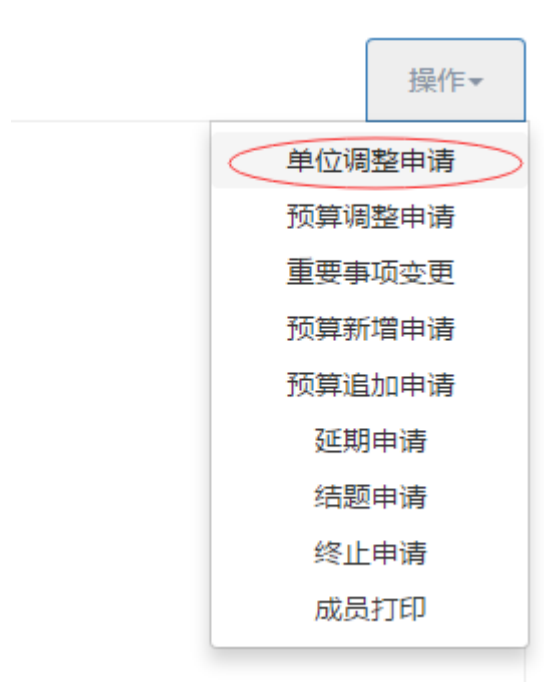 操作
单位调整申请
预算调整申请
重要事项变更
预算新增申请
预算追加申请
延期申请
结题申请
终止申请
成员打印